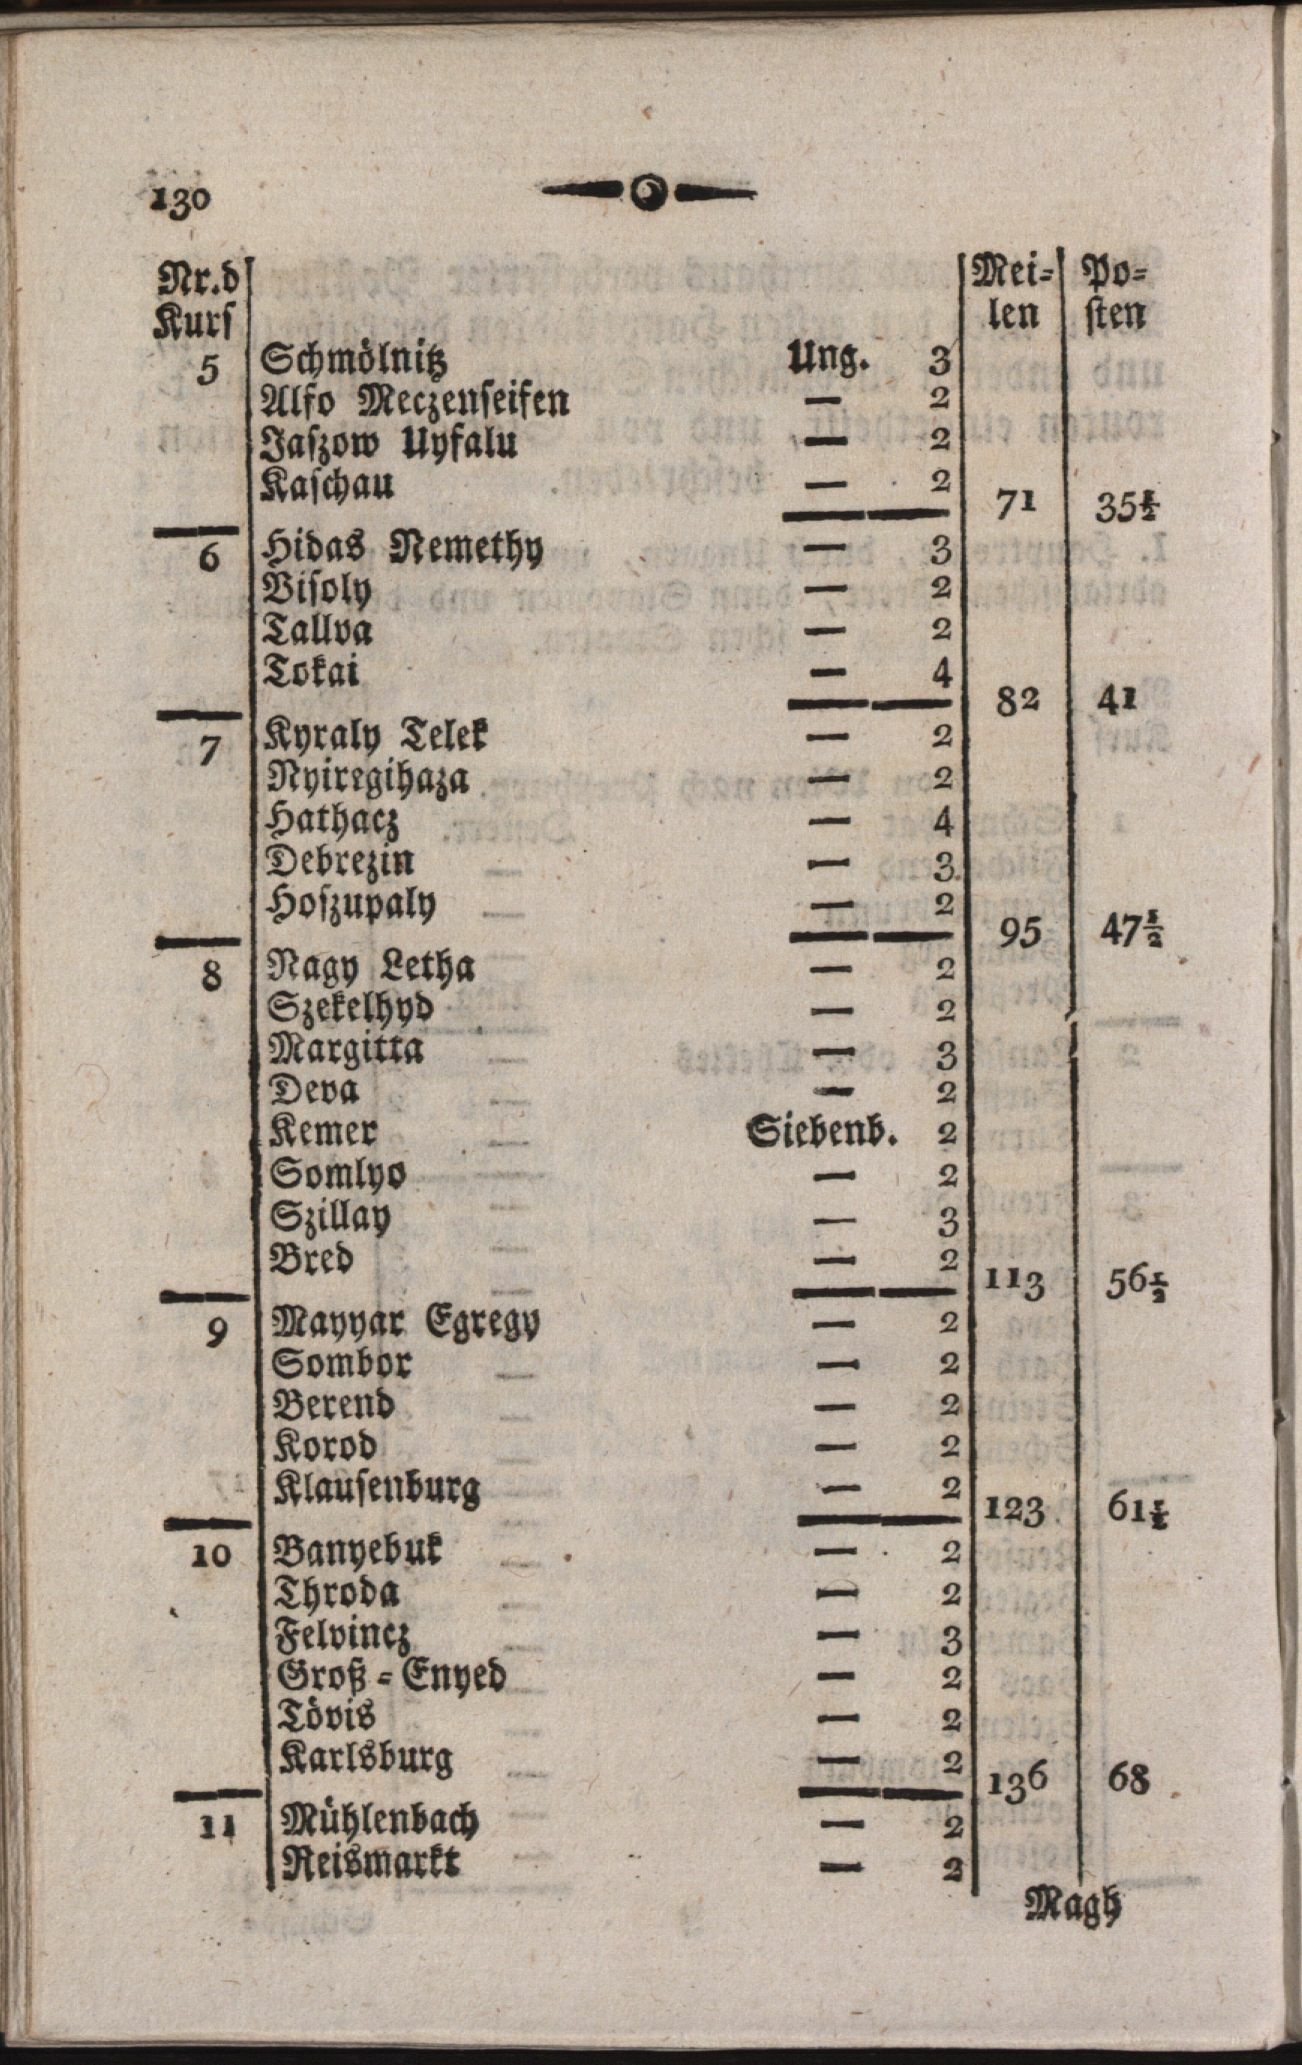 130
Nr.d Mei- Po-
Kurs len sten
5 Schmölnitz Ung. 3
Alſo Meczenſeifen — 2
Jaſzow Uyfalu — 2
Kaſchau — 2
71 35½
6 Hidas Nemethy — 3
Viſoly — 2
Tallva — 2
Tokai — 4
82 41
7 Kyraly Telek — 2
Nyiregihaza — 2
Hathacz — 4
Debrezin — 3
Hoſzupaly — 2
95 47½
8 Nagy Letha — 2
Szekelhyd — 2
Margitta — 3
Deva — 2
Kemer Siebenb. 2
Somlyo — 2
Szillay — 3
Bred — 2
113 56½
9 Mayyar Egregy — 2
Sombor — 2
Berend — 2
Korod — 2
Klauſenburg — 2
123 61½
10 Banyebuk — 2
Throda — 2
Felvincz — 3
Groß-Enyed — 2
Tövis — 2
Karlsburg — 2
136 68
11 Mühlenbach — 2
Reismarkt — 2
Magh